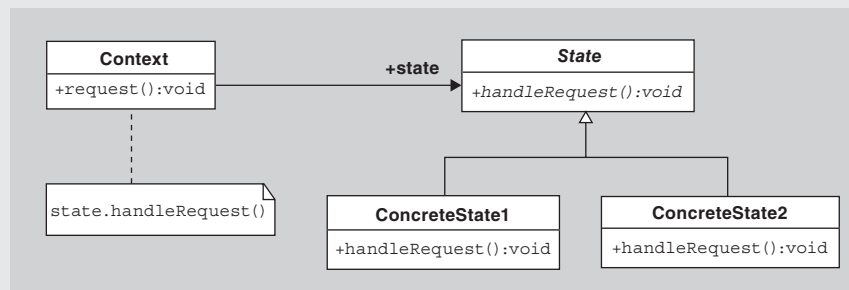 Context
+request():void
+state
State
+handleRequest():void
state.handleRequest()
ConcreteState1
+handleRequest():void
ConcreteState2
+handleRequest():void